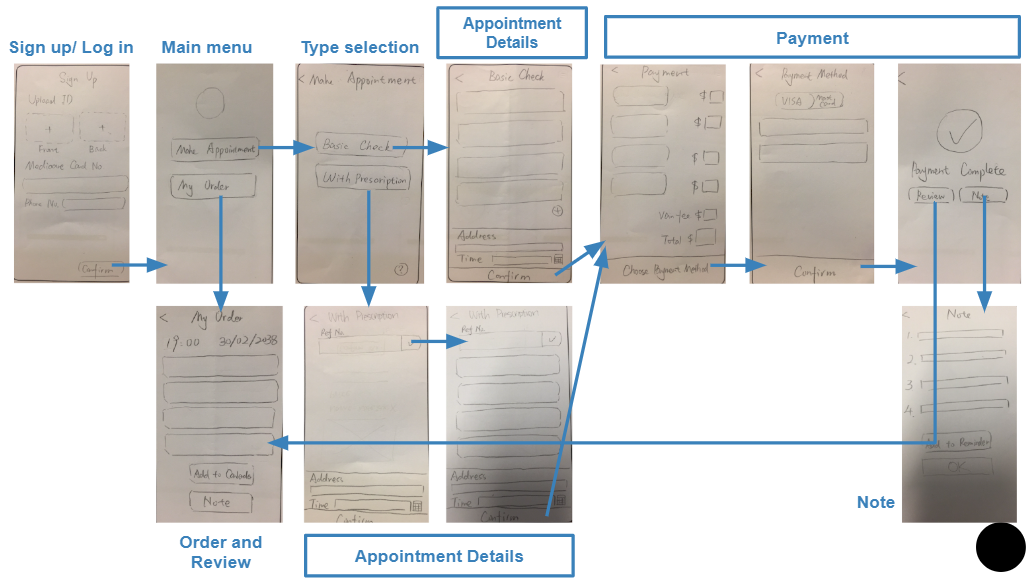 Sign up/ Log in
Main menu
Type selection
Appointment
Details
Payment
Sign Up
Upload ID
+
+
Front
Back
Medicare Card No
Phone No.
Confirm
Make Appointment
My Order
< Make Appointment
Basic Check
With Prescription
?
< Basic Check
+
Address
Time
Confirm
< Payment
$
$
$
$
Van fee $
Total $
Choose Payment Method
< Payment Method
VISA
Master Card
Confirm
Payment Complete
Review
Note
< My Order
19:00 30/02/2038
Add to Calendar
Note
Order and
Review
< With Prescription
Ref No.
Address
Time
Confirm
< With Prescription
Ref No.
Address
Time
Confirm
Appointment Details
< Note
1.
2.
3
4.
Add to Reminder
OK
Note